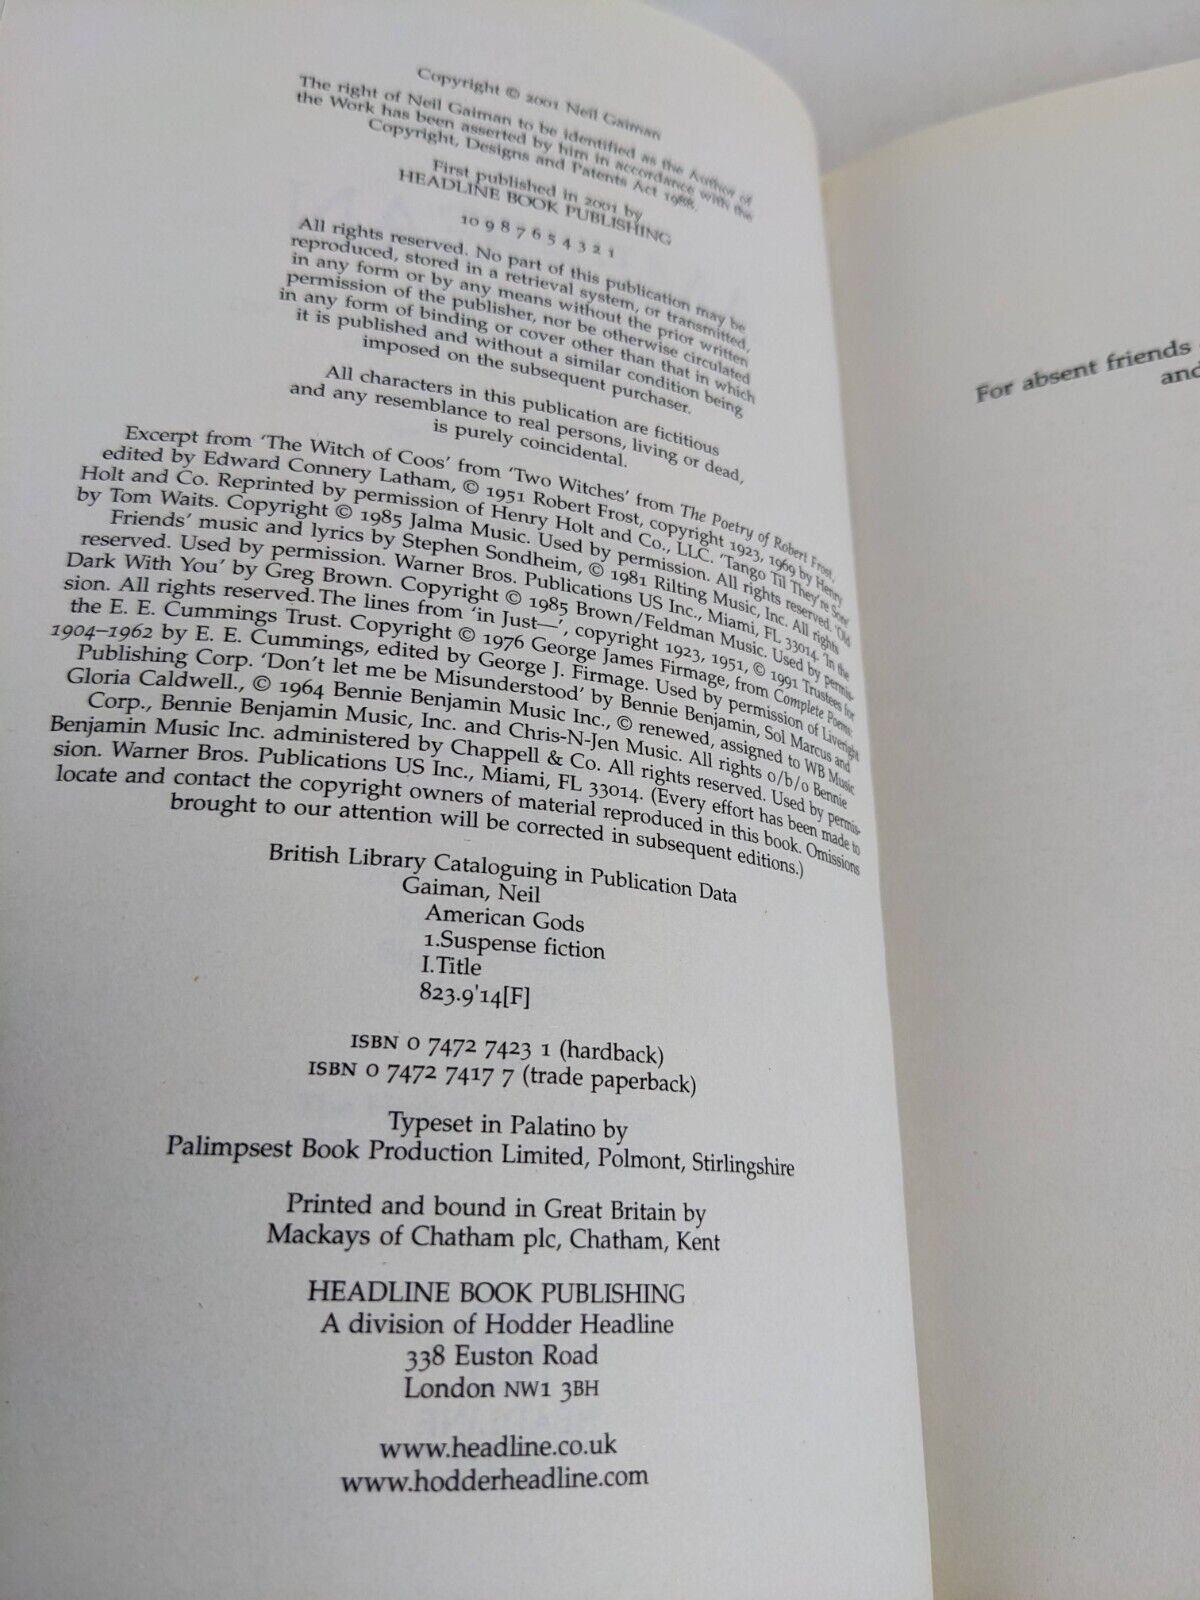 Copyright © 2001 Neil Gaiman
The right of Neil Gaiman to be identified as the Author of
the Work has been asserted by him in accordance with the
Copyright, Designs and Patents Act 1988.
First published in 2001 by
HEADLINE BOOK PUBLISHING
10 9 8 7 6 5 4 3 2 1
All rights reserved. No part of this publication may be
reproduced, stored in a retrieval system, or transmitted,
in any form or by any means without the prior written
permission of the publisher, nor be otherwise circulated
in any form of binding or cover other than that in which
it is published and without a similar condition being
imposed on the subsequent purchaser.
All characters in this publication are fictitious
and any resemblance to real persons, living or dead,
is purely coincidental.
Excerpt from ‘The Witch of Coos’ from ‘Two Witches’ from The Poetry of Robert Frost,
edited by Edward Connery Latham, © 1951 Robert Frost, copyright 1923, 1969 by Henry
Holt and Co. Reprinted by permission of Henry Holt and Co., LLC. ‘Tango Til They’re Sore’
by Tom Waits. Copyright © 1985 Jalma Music. Used by permission. All rights reserved. ‘Old
Friends’ music and lyrics by Stephen Sondheim, © 1981 Rilting Music, Inc. All rights
reserved. Used by permission. Warner Bros. Publications US Inc., Miami, FL 33014. ‘In the
Dark With You’ by Greg Brown. Copyright © 1985 Brown/Feldman Music. Used by permis-
sion. All rights reserved. The lines from ‘in Just—’, copyright 1923, 1951, © 1991 Trustees for
the E. E. Cummings Trust. Copyright © 1976 George James Firmage, from Complete Poems:
1904–1962 by E. E. Cummings, edited by George J. Firmage. Used by permission of Liveright
Publishing Corp. ‘Don’t let me be Misunderstood’ by Bennie Benjamin, Sol Marcus and
Gloria Caldwell., © 1964 Bennie Benjamin Music Inc., © renewed, assigned to WB Music
Corp., Bennie Benjamin Music, Inc. and Chris-N-Jen Music. All rights o/b/o Bennie
Benjamin Music Inc. administered by Chappell & Co. All rights reserved. Used by permis-
sion. Warner Bros. Publications US Inc., Miami, FL 33014. (Every effort has been made to
locate and contact the copyright owners of material reproduced in this book. Omissions
brought to our attention will be corrected in subsequent editions.)
British Library Cataloguing in Publication Data
Gaiman, Neil
American Gods
1.Suspense fiction
I.Title
823.9'14[F]
ISBN 0 7472 7423 1 (hardback)
ISBN 0 7472 7417 7 (trade paperback)
Typeset in Palatino by
Palimpsest Book Production Limited, Polmont, Stirlingshire
Printed and bound in Great Britain by
Mackays of Chatham plc, Chatham, Kent
HEADLINE BOOK PUBLISHING
A division of Hodder Headline
338 Euston Road
London NW1 3BH
www.headline.co.uk
www.hodderheadline.com
For absent friends
and